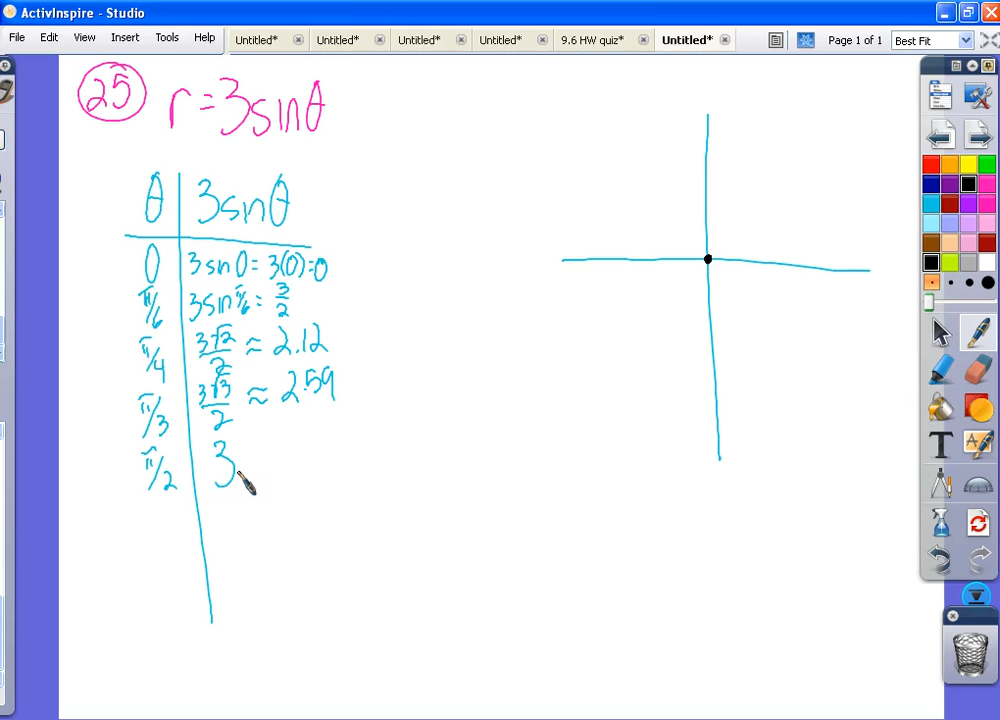 ActivInspire - Studio
File Edit View Insert Tools Help
Untitled* Untitled* Untitled* Untitled* 9.6 HW quiz* Untitled*
Page 1 of 1 Best Fit
25 r=3sinθ
θ 3sinθ
0 3sin0=3(0)=0
π/6 3sinπ/6=3/2
π/4 3√2/2≈2.12
π/3 3√3/2≈2.59
π/2 3